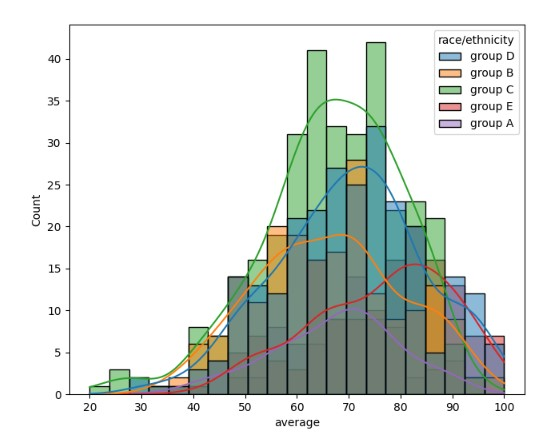 race/ethnicity
group D
group B
group C
group E
group A
Count
40
35
30
25
20
15
10
5
0
20 30 40 50 60 70 80 90 100
average